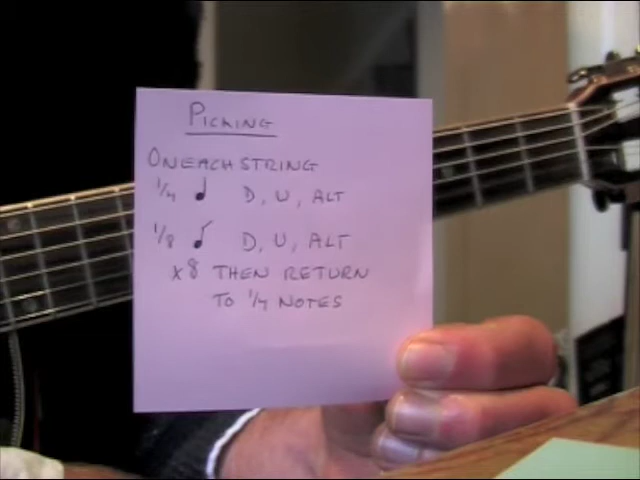 PICKING
ON EACH STRING
1/4 ♩ D, U, ALT
1/8 ♪ D, U, ALT
x8 THEN RETURN
TO 1/4 NOTES